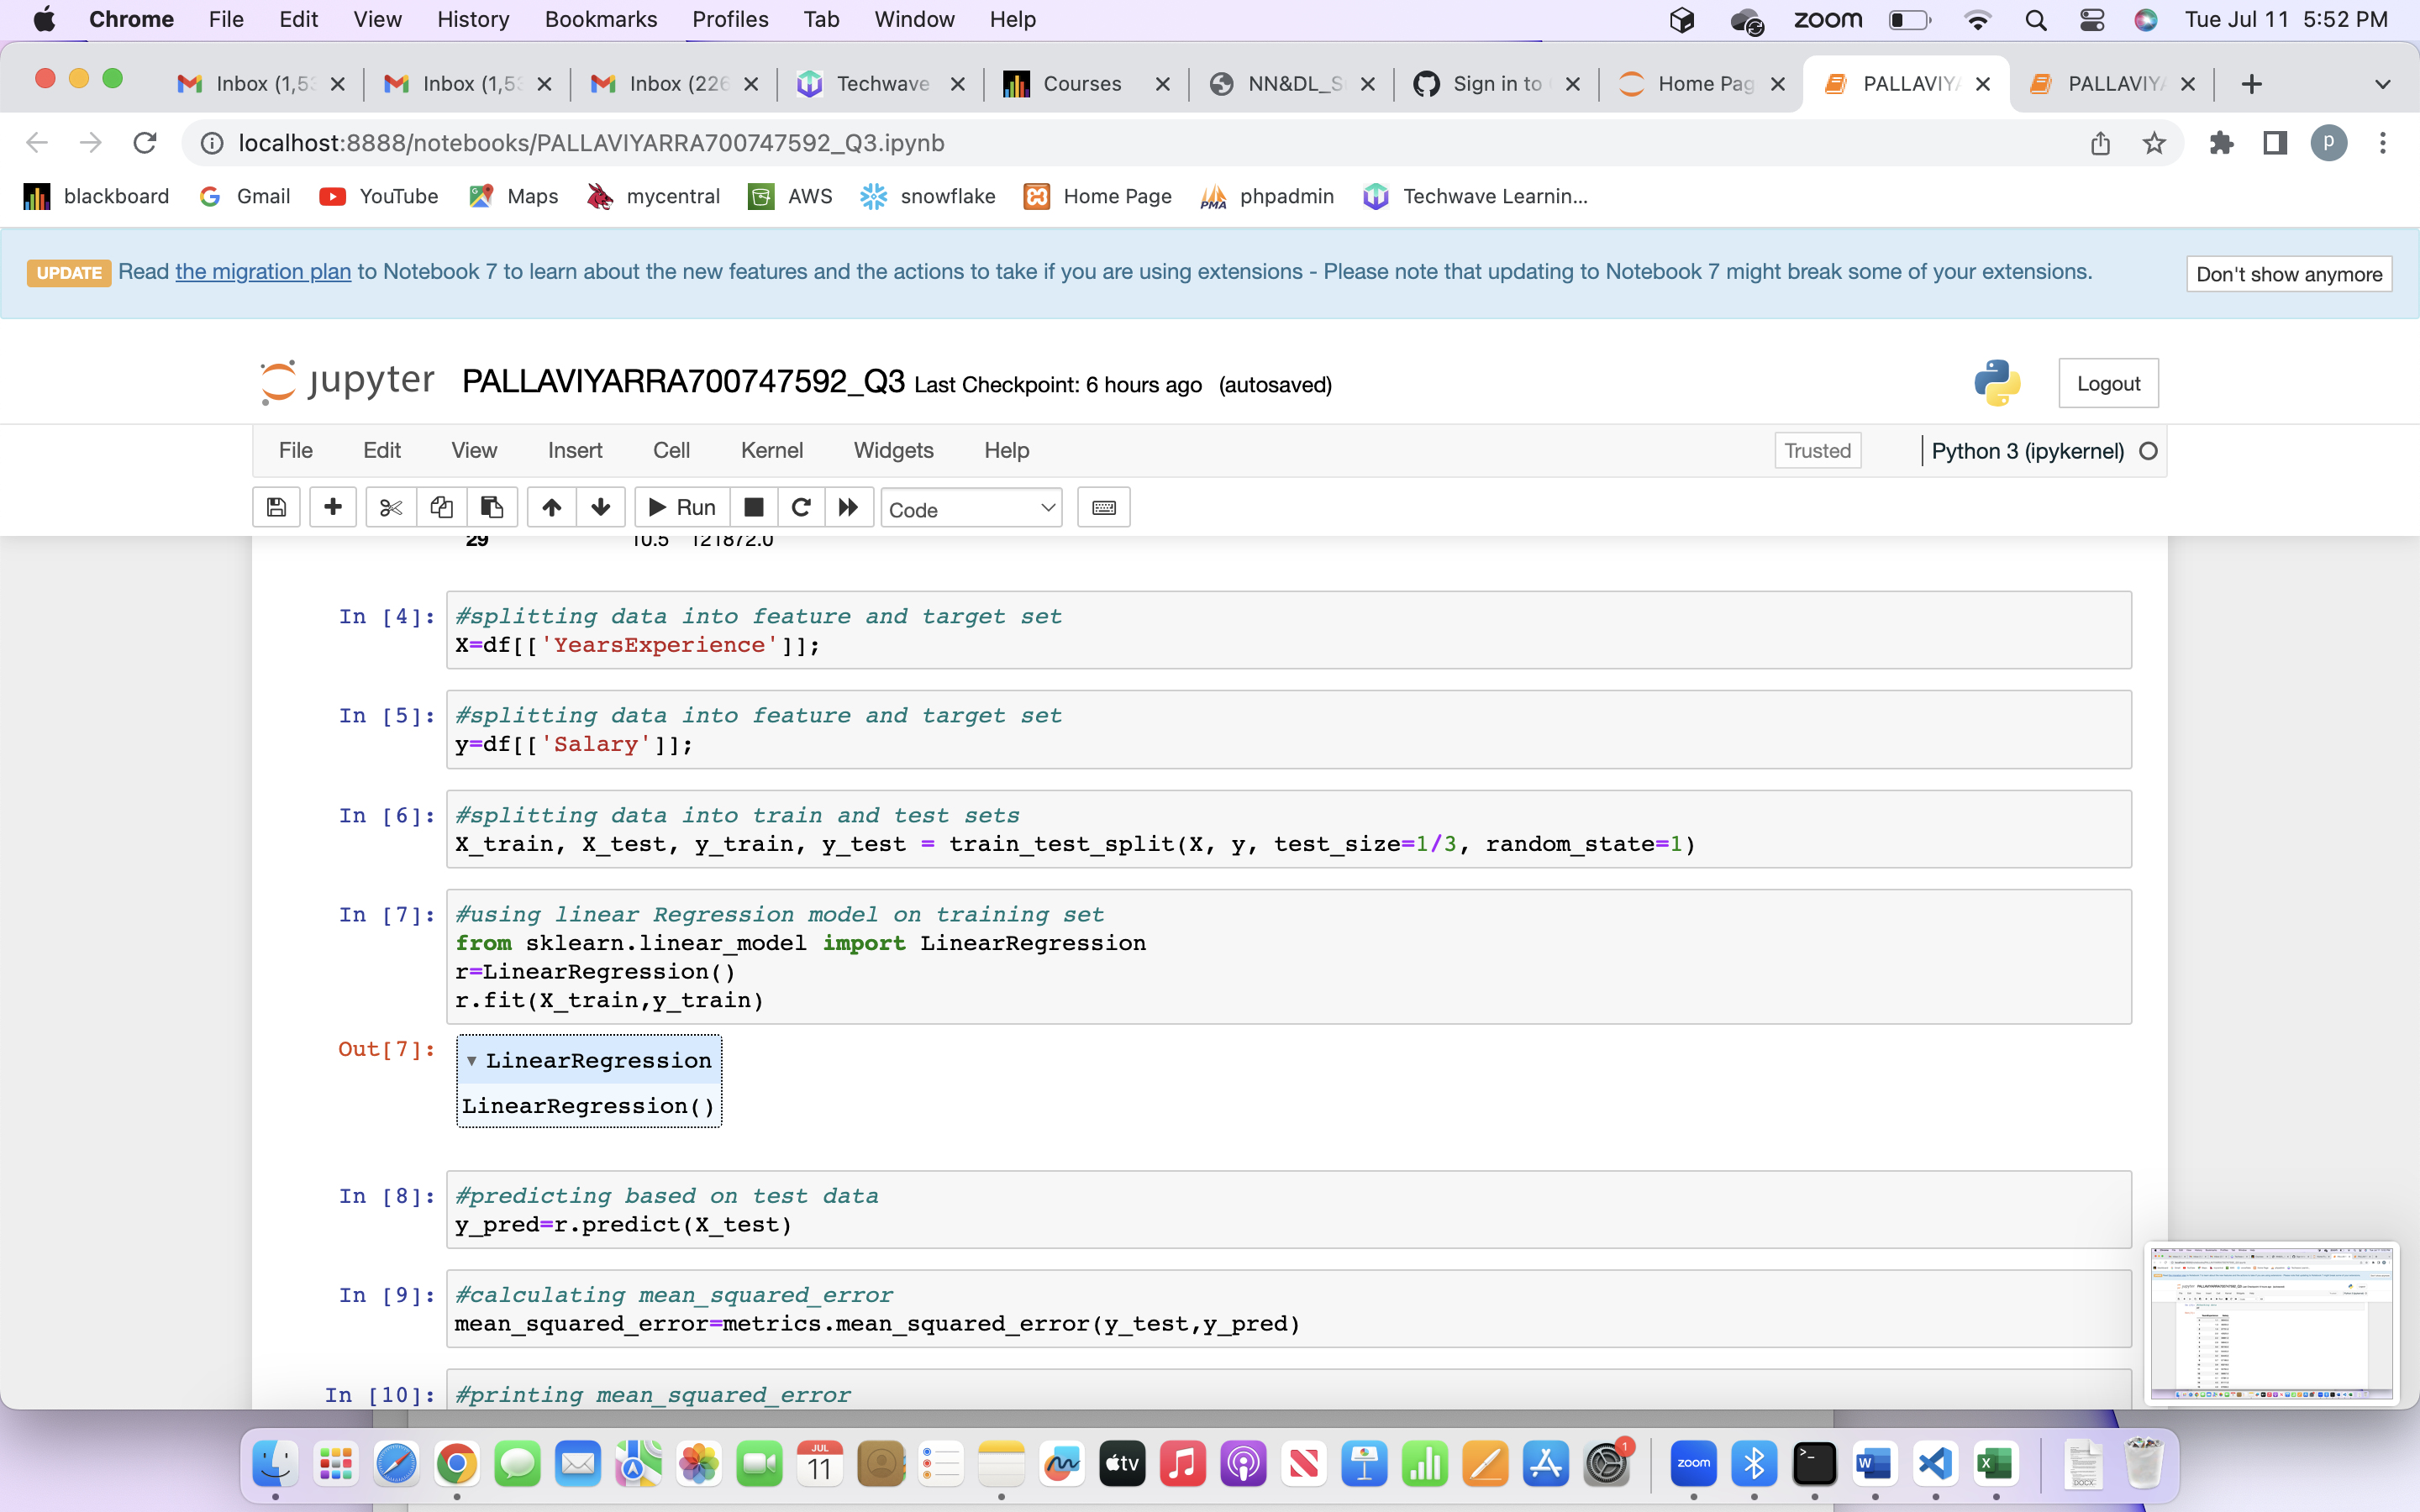 Chrome File Edit View History Bookmarks Profiles Tab Window Help zoom Tue Jul 11 5:52 PM
Inbox (1,53 Inbox (1,53 Inbox (226 Techwave Courses NN&DL_S Sign in to Home Pag PALLAVIYA PALLAVIYA
localhost:8888/notebooks/PALLAVIYARRA700747592_Q3.ipynb p
blackboard Gmail YouTube Maps mycentral AWS snowflake Home Page PMA phpadmin Techwave Learnin...
UPDATE Read the migration plan to Notebook 7 to learn about the new features and the actions to take if you are using extensions - Please note that updating to Notebook 7 might break some of your extensions. Don't show anymore
jupyter PALLAVIYARRA700747592_Q3 Last Checkpoint: 6 hours ago (autosaved) Logout
File Edit View Insert Cell Kernel Widgets Help Trusted Python 3 (ipykernel)
Run Code
29 10.5 121872.0
In [4]: #splitting data into feature and target set
X=df[['YearsExperience']];
In [5]: #splitting data into feature and target set
y=df[['Salary']];
In [6]: #splitting data into train and test sets
X_train, X_test, y_train, y_test = train_test_split(X, y, test_size=1/3, random_state=1)
In [7]: #using linear Regression model on training set
from sklearn.linear_model import LinearRegression
r=LinearRegression()
r.fit(X_train,y_train)
Out[7]: ▾ LinearRegression
LinearRegression()
In [8]: #predicting based on test data
y_pred=r.predict(X_test)
In [9]: #calculating mean_squared_error
mean_squared_error=metrics.mean_squared_error(y_test,y_pred)
In [10]: #printing mean_squared_error
JUL 11 tv 1 zoom >_ W X DOCX